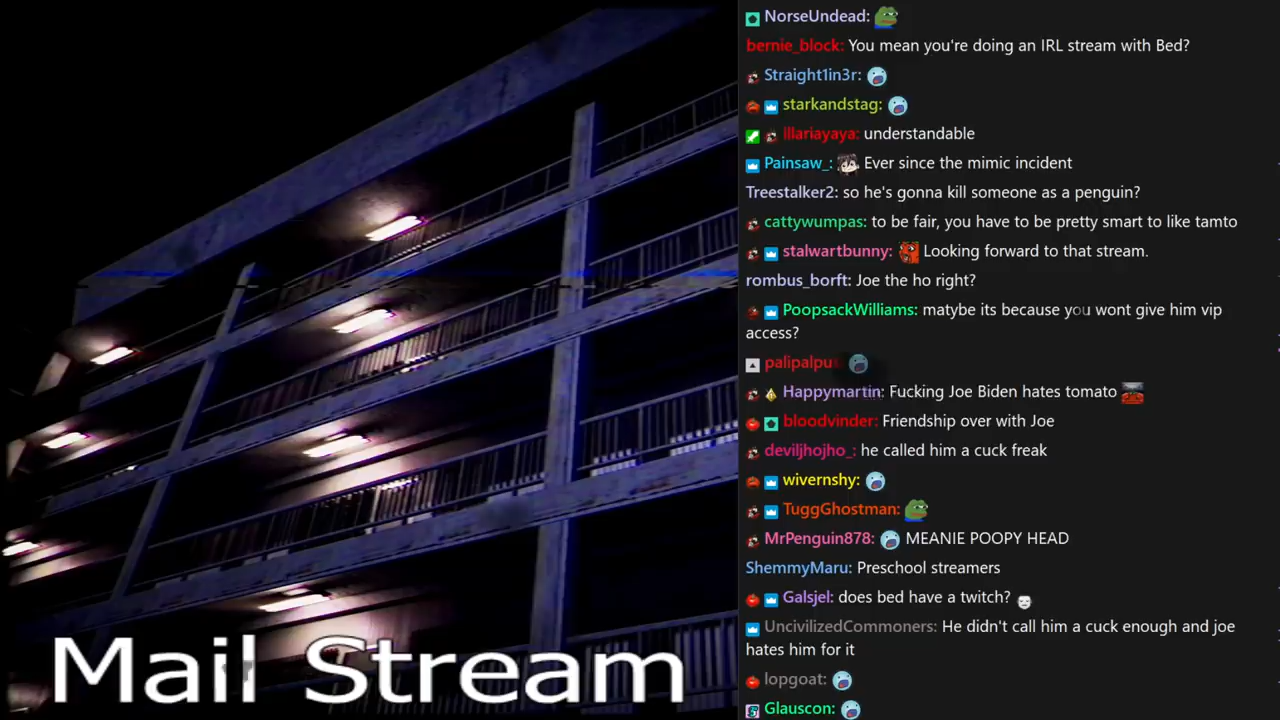 NorseUndead:
bernie_block: You mean you're doing an IRL stream with Bed?
Straight1in3r:
starkandstag:
illariayaya: understandable
Painsaw_: Ever since the mimic incident
Treestalker2: so he's gonna kill someone as a penguin?
cattywumpas: to be fair, you have to be pretty smart to like tamto
stalwartbunny: Looking forward to that stream.
rombus_borft: Joe the ho right?
PoopsackWilliams: matybe its because you wont give him vip
access?
Happymartin: Fucking Joe Biden hates tomato
bloodvinder: Friendship over with Joe
deviljhojho_: he called him a cuck freak
wivernshy:
TuggGhostman:
MrPenguin878: MEANIE POOPY HEAD
ShemmyMaru: Preschool streamers
Galsjel: does bed have a twitch?
UncivilizedCommoners: He didn't call him a cuck enough and joe
hates him for it
lopgoat:
Glauscon:
Mail Stream